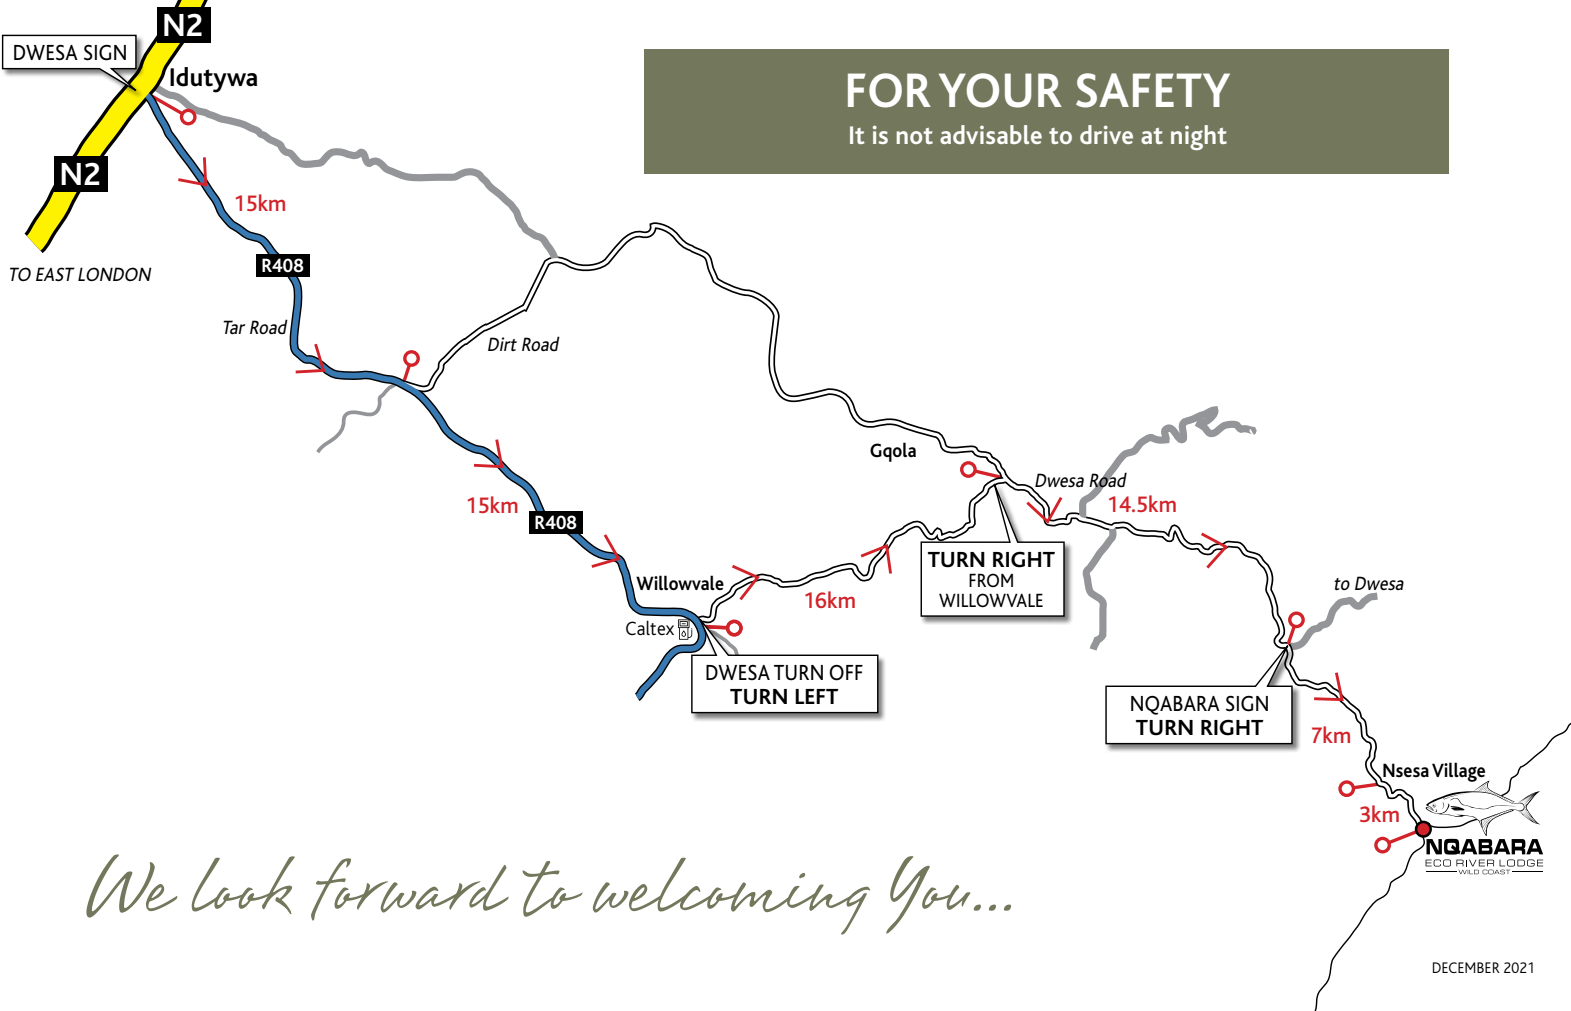 N2
DWESA SIGN
Idutywa
FOR YOUR SAFETY
It is not advisable to drive at night
N2
15km
TO EAST LONDON
R408
Tar Road
Dirt Road
Gqola
Dwesa Road
15km
14.5km
R408
TURN RIGHT
FROM
WILLOWVALE
Willowvale
16km
to Dwesa
Caltex
DWESA TURN OFF
TURN LEFT
NQABARA SIGN
TURN RIGHT
7km
Nsesa Village
3km
NQABARA
ECO RIVER LODGE
WILD COAST
We look forward to welcoming You...
DECEMBER 2021